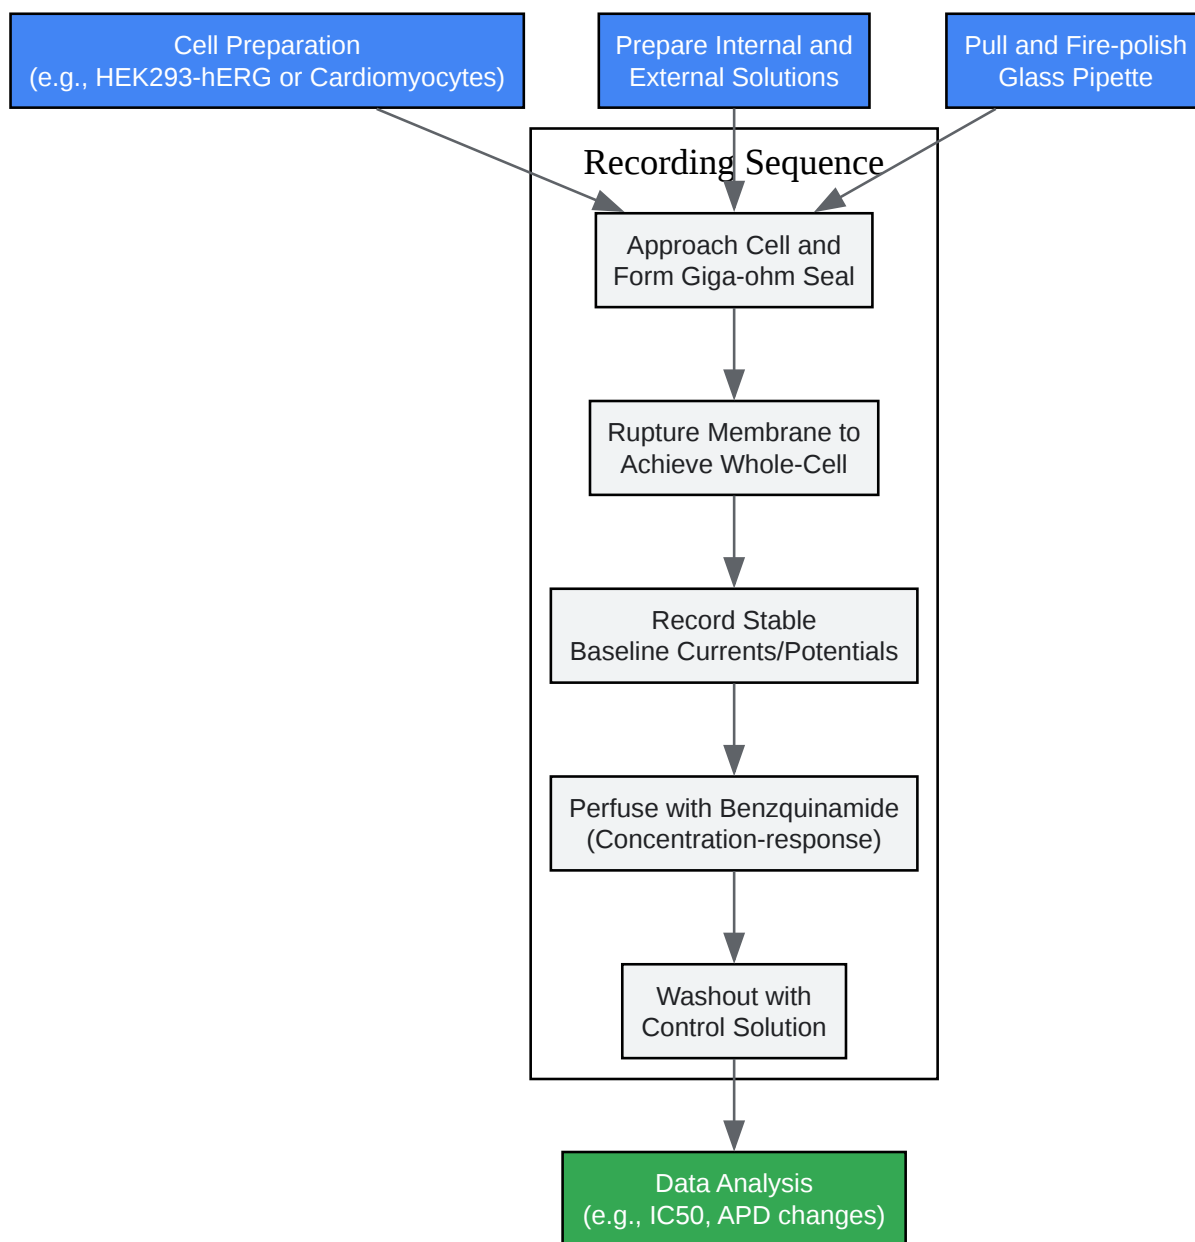 Cell Preparation
(e.g., HEK293-hERG or Cardiomyocytes)
Prepare Internal and
External Solutions
Pull and Fire-polish
Glass Pipette
Recording Sequence
Approach Cell and
Form Giga-ohm Seal
Rupture Membrane to
Achieve Whole-Cell
Record Stable
Baseline Currents/Potentials
Perfuse with Benzquinamide
(Concentration-response)
Washout with
Control Solution
Data Analysis
(e.g., IC50, APD changes)